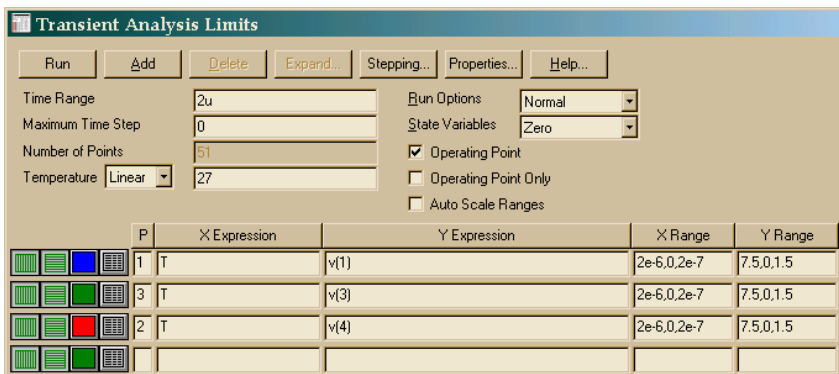 Transient Analysis Limits
Run Add Delete Expand... Stepping... Properties... Help...
Time Range 2u Run Options Normal
Maximum Time Step 0 State Variables Zero
Number of Points 51 Operating Point
Temperature Linear 27 Operating Point Only
Auto Scale Ranges
P X Expression Y Expression X Range Y Range
1 T v(1) 2e-6,0,2e-7 7.5,0,1.5
3 T v(3) 2e-6,0,2e-7 7.5,0,1.5
2 T v(4) 2e-6,0,2e-7 7.5,0,1.5